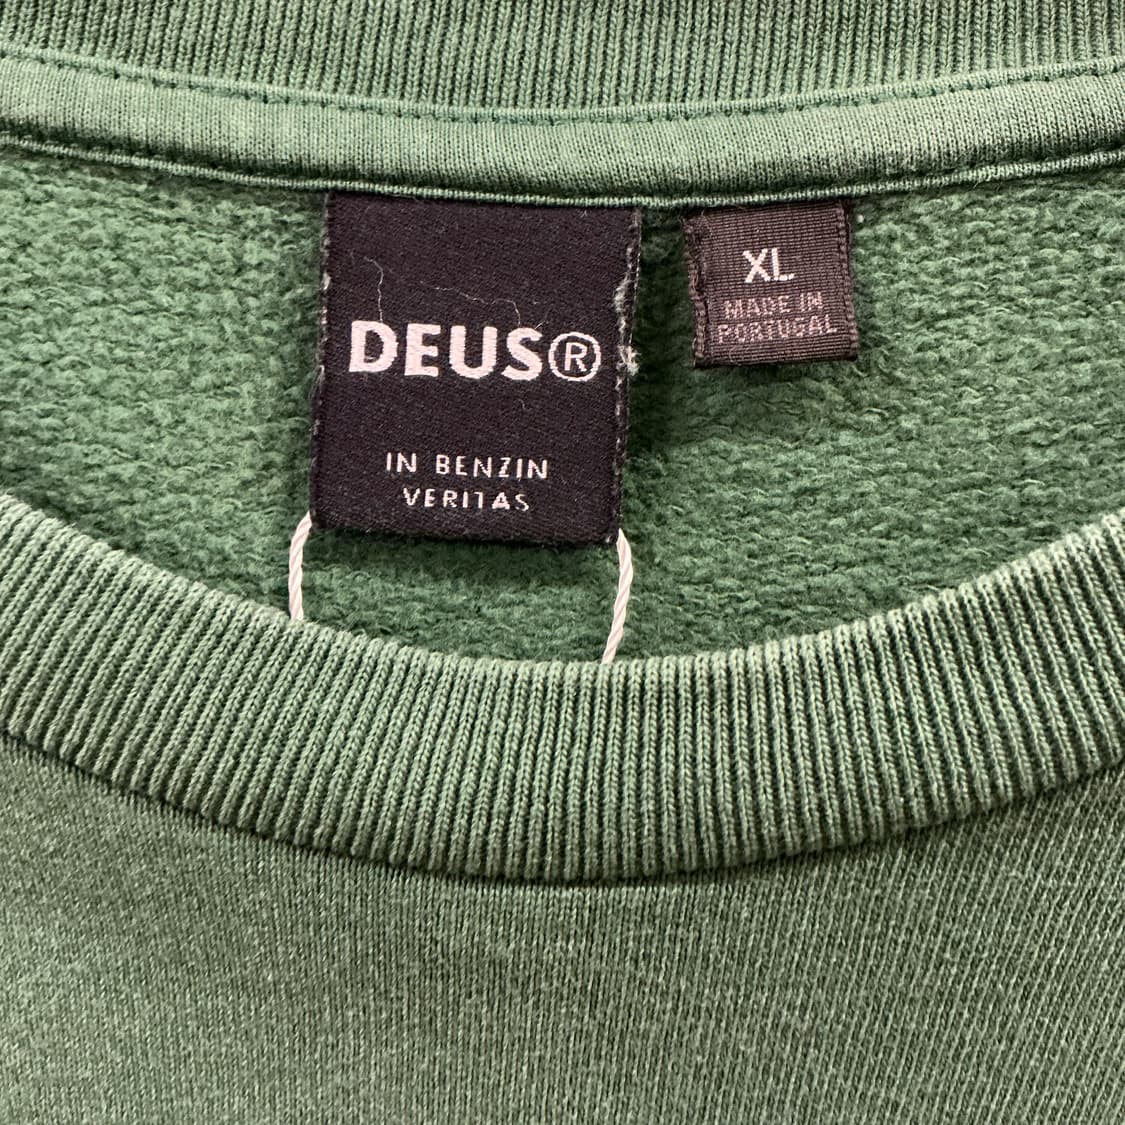 DEUS®
IN BENZIN
VERITAS
XL
MADE IN
PORTUGAL